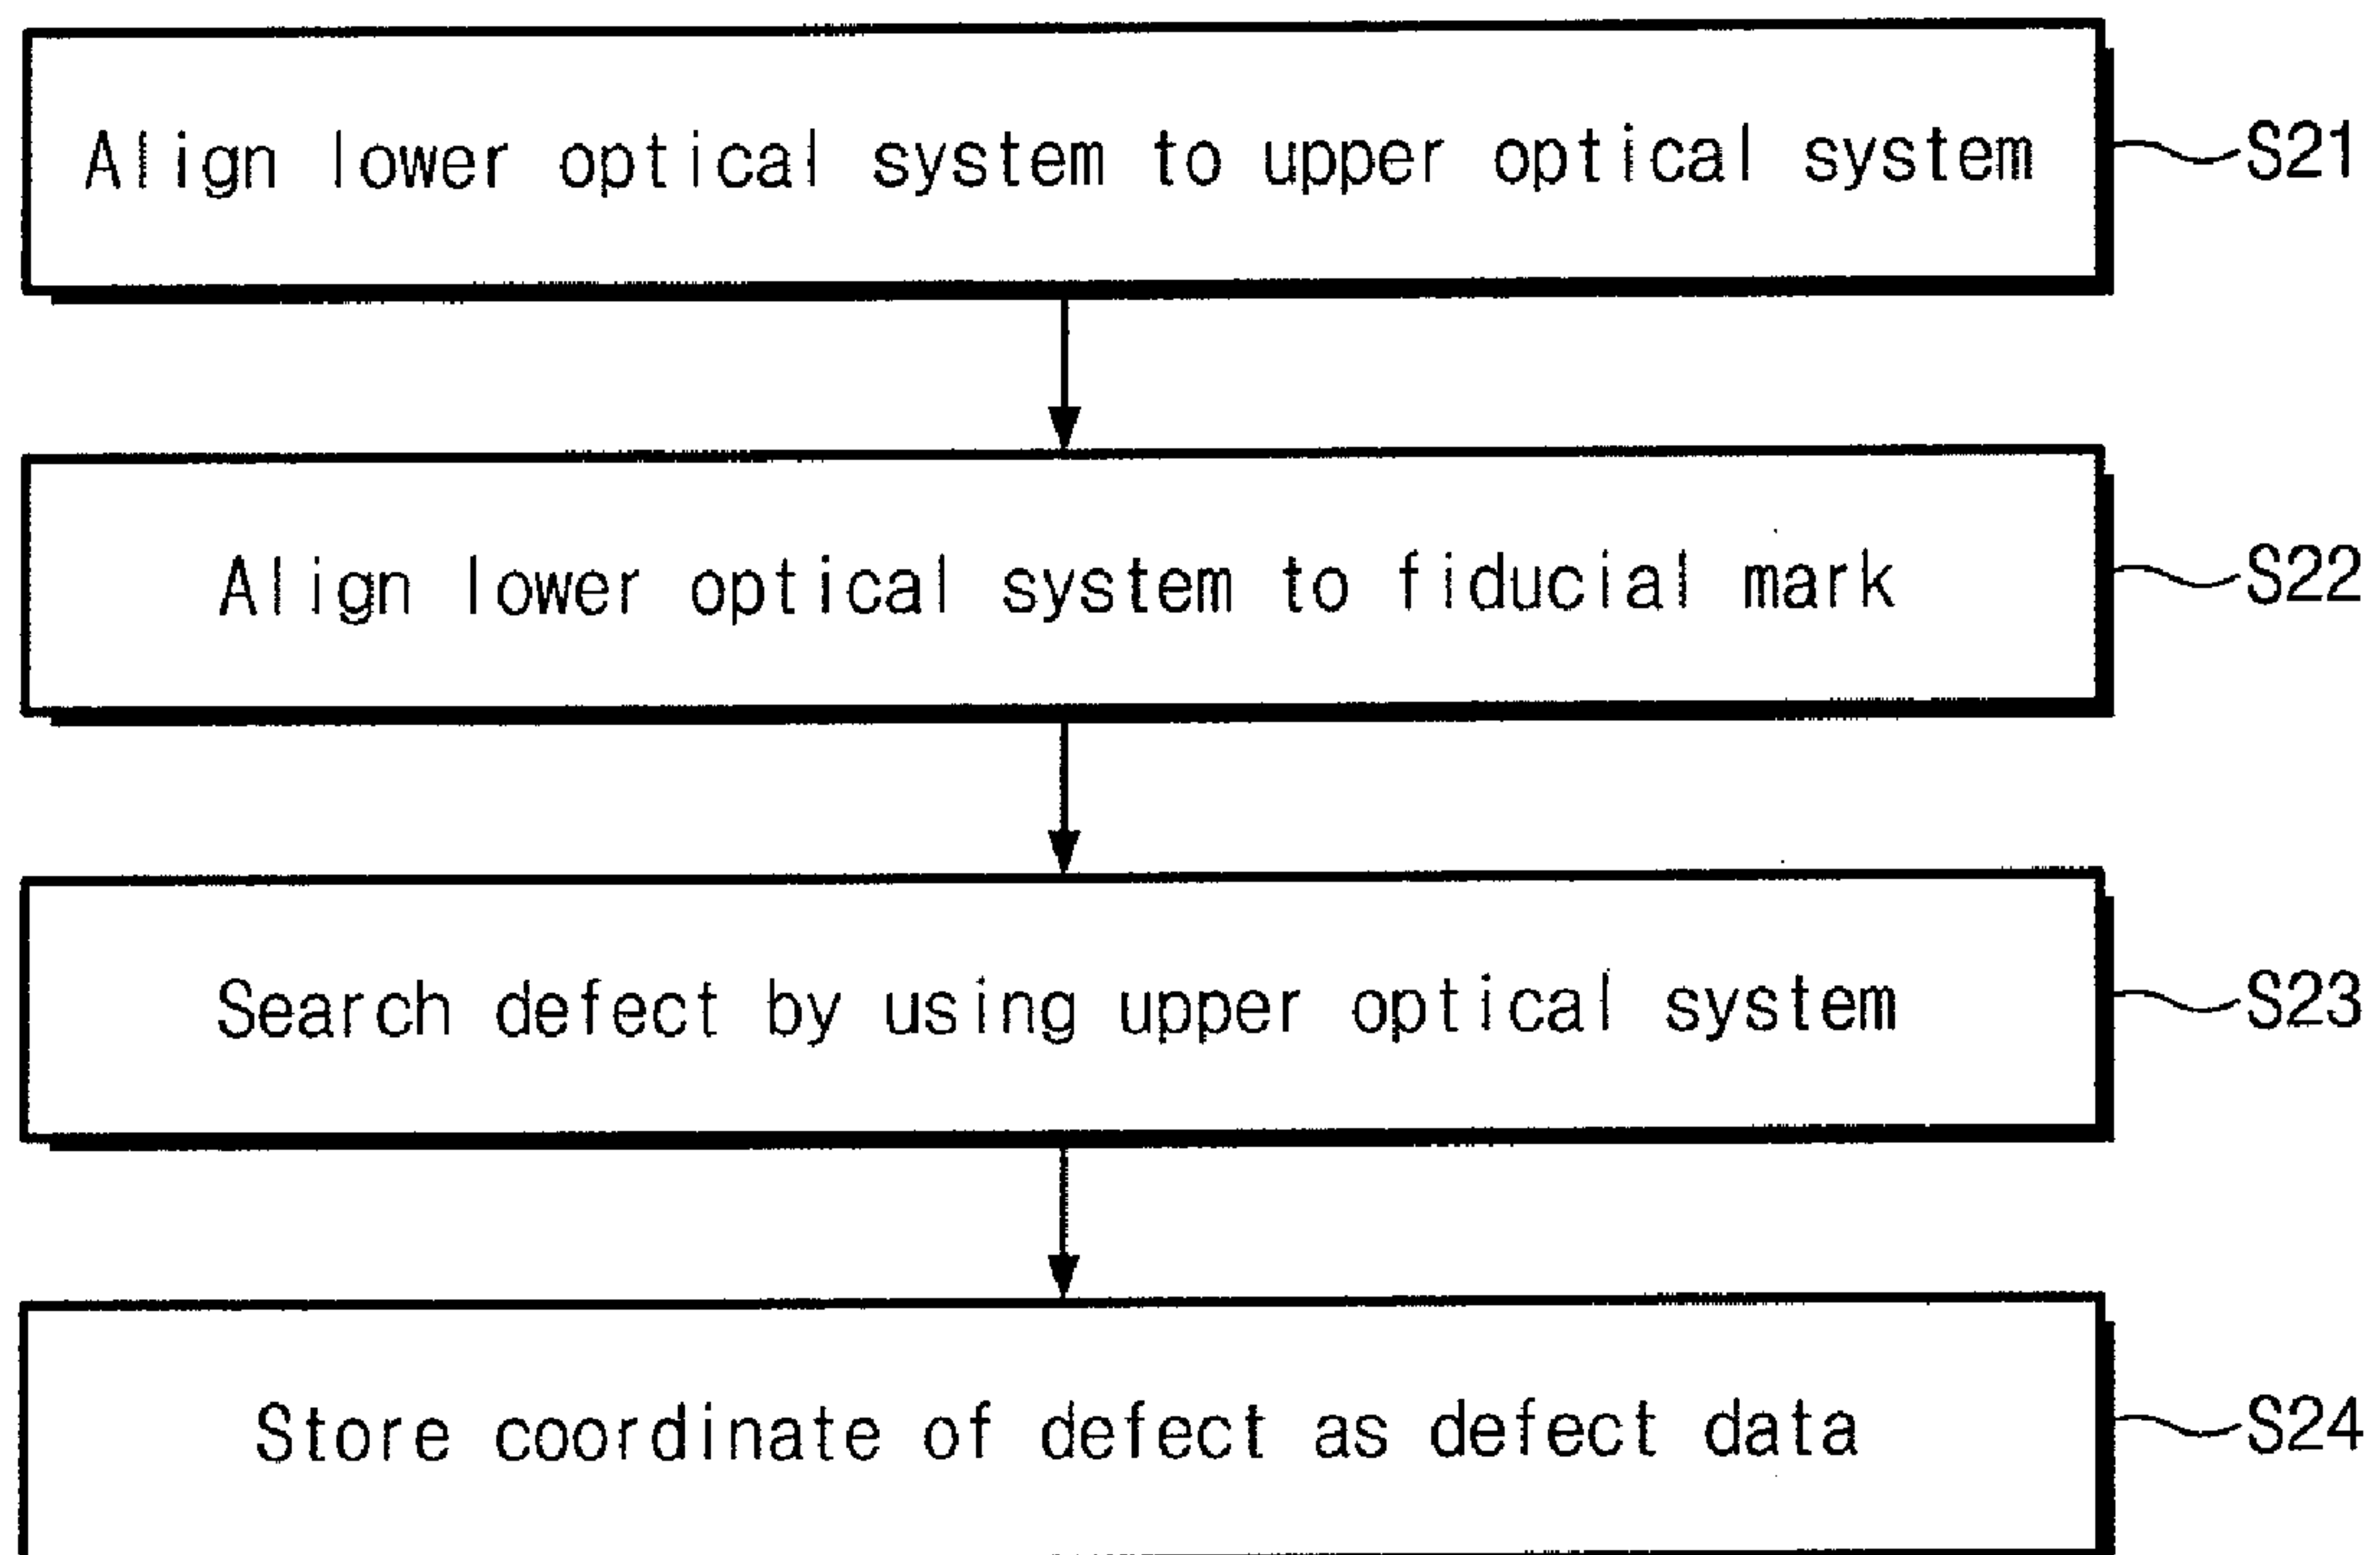 Align lower optical system to upper optical system S21
Align lower optical system to fiducial mark S22
Search defect by using upper optical system S23
Store coordinate of defect as defect data S24